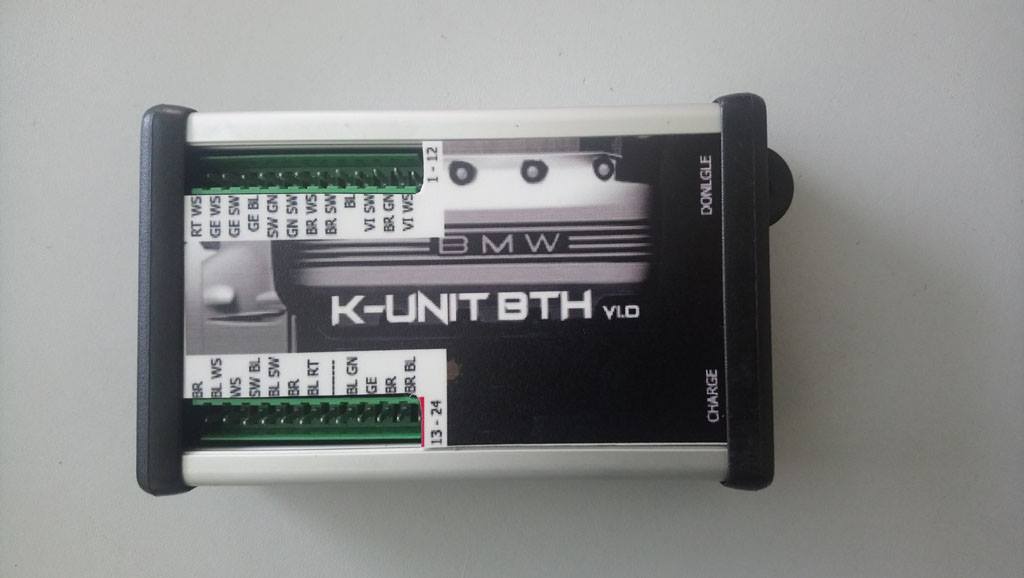 RT WS
GE WS
GE SW
GE BL
SW GN
GN SW
BR WS
BR SW
BL
VI SW
BR GN
VI WS
1 - 12
DONLGLE
BMW
K-UNIT BTH V1.0
BR
BL WS
WS
SW BL
BL SW
BR
BL RT
BL GN
GE
BR
BR BL
13 - 24
CHARGE